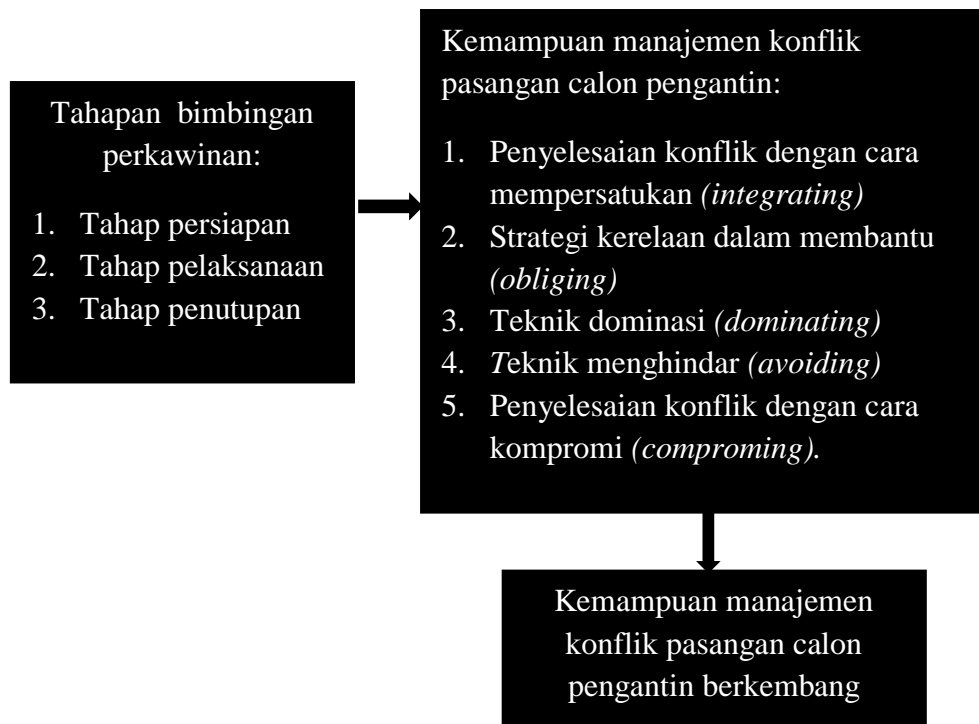 Tahapan bimbingan
perkawinan:
1. Tahap persiapan
2. Tahap pelaksanaan
3. Tahap penutupan
Kemampuan manajemen konflik
pasangan calon pengantin:
1. Penyelesaian konflik dengan cara
mempersatukan (integrating)
2. Strategi kerelaan dalam membantu
(obliging)
3. Teknik dominasi (dominating)
4. Teknik menghindar (avoiding)
5. Penyelesaian konflik dengan cara
kompromi (comproming).
Kemampuan manajemen
konflik pasangan calon
pengantin berkembang